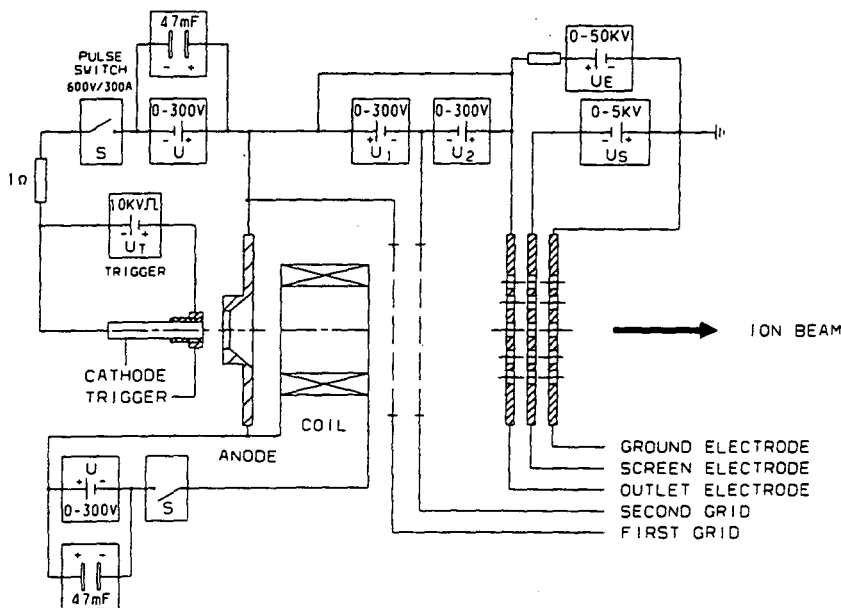 47mF
- +
PULSE
SWITCH
600V/300A
S
0-300V
- +
U
0-300V
+ -
U1
0-300V
- +
U2
0-50KV
+ -
UE
0-5KV
- +
US
1Ω
10KV
- +
UT
TRIGGER
CATHODE
TRIGGER
ANODE
COIL
ION BEAM
GROUND ELECTRODE
SCREEN ELECTRODE
OUTLET ELECTRODE
SECOND GRID
FIRST GRID
U
+ -
0-300V
S
+ -
47mF